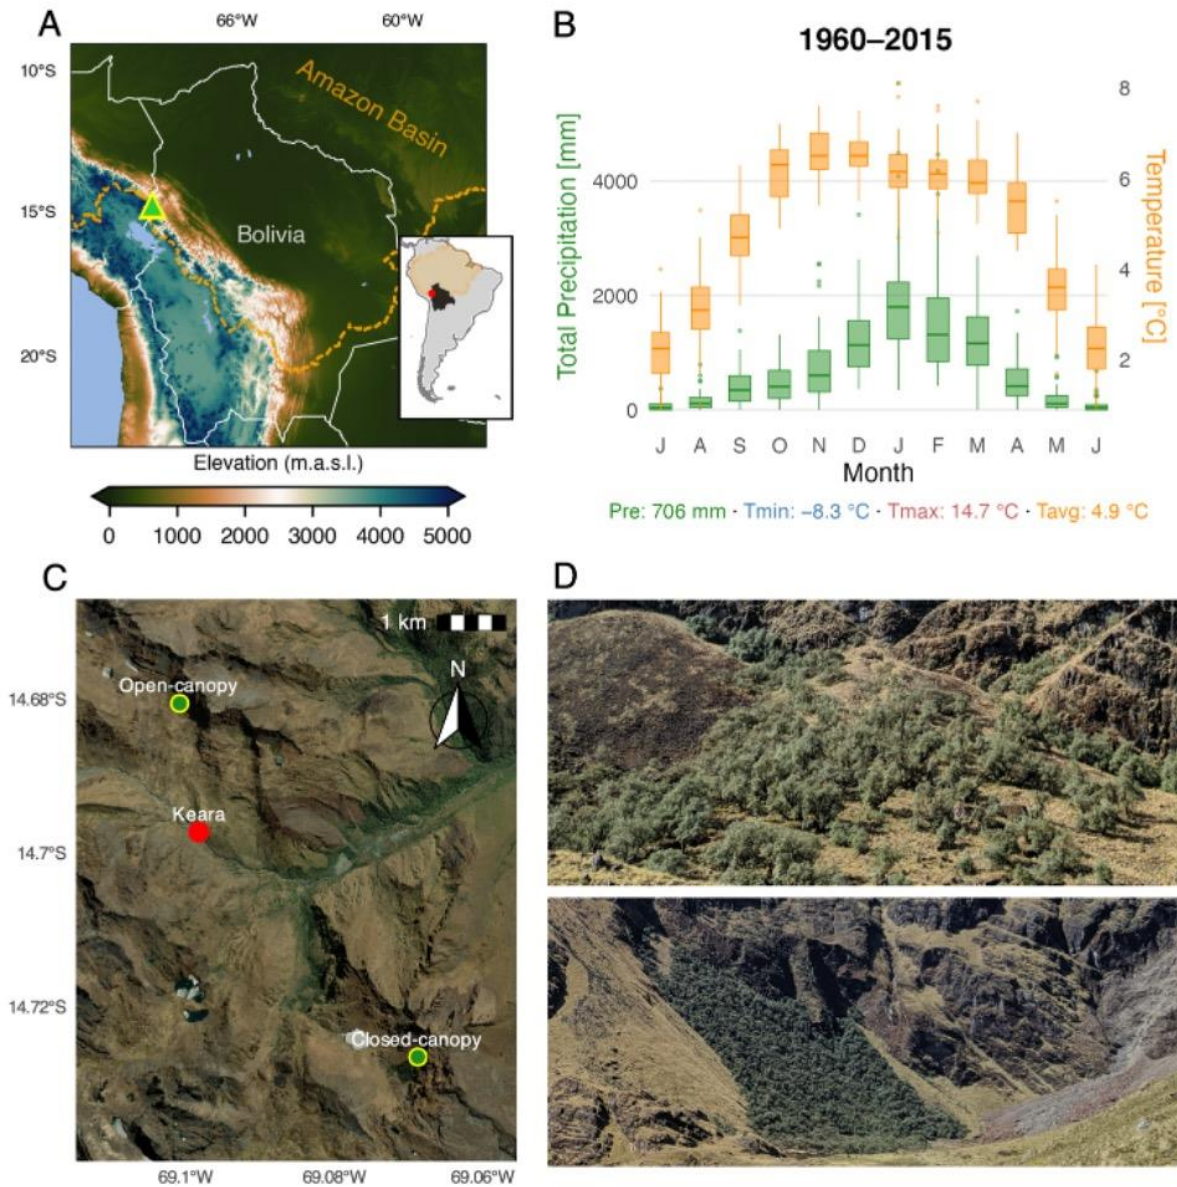 A
66°W 60°W
10°S
15°S
20°S
Amazon Basin
Bolivia
Elevation (m.a.s.l.)
0 1000 2000 3000 4000 5000
B
1960–2015
Total Precipitation [mm]
4000
2000
0
8
6
4
2
Temperature [°C]
J A S O N D J F M A M J
Month
Pre: 706 mm · Tmin: −8.3 °C · Tmax: 14.7 °C · Tavg: 4.9 °C
C
1 km
N
Open-canopy
Keara
Closed-canopy
14.68°S
14.7°S
14.72°S
69.1°W 69.08°W 69.06°W
D